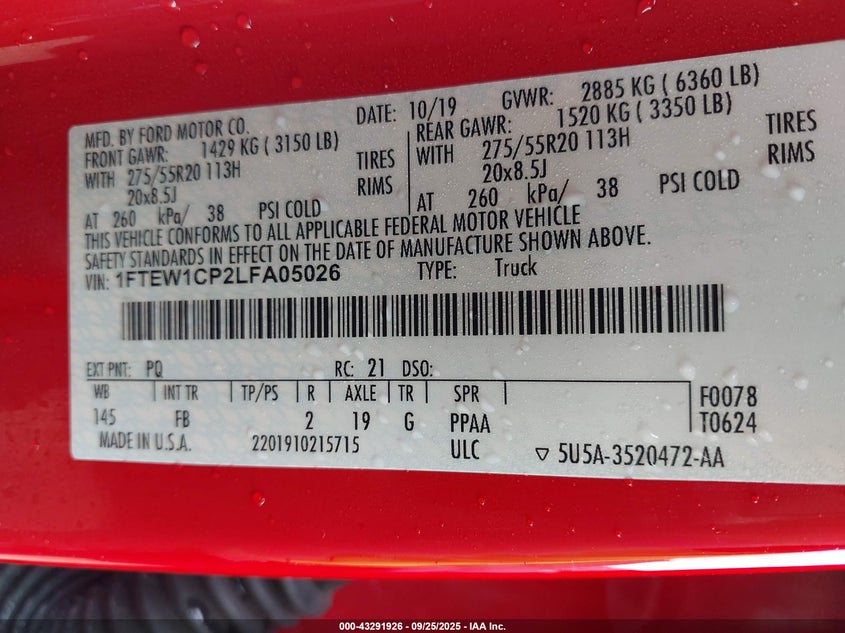 MFD. BY FORD MOTOR CO. DATE: 10/19 GVWR: 2885 KG ( 6360 LB)
FRONT GAWR: 1429 KG ( 3150 LB) REAR GAWR: 1520 KG ( 3350 LB)
WITH 275/55R20 113H TIRES WITH 275/55R20 113H TIRES
20x8.5J RIMS 20x8.5J RIMS
AT 260 kPa/ 38 PSI COLD AT 260 kPa/ 38 PSI COLD
THIS VEHICLE CONFORMS TO ALL APPLICABLE FEDERAL MOTOR VEHICLE
SAFETY STANDARDS IN EFFECT ON THE DATE OF MANUFACTURE SHOWN ABOVE.
VIN: 1FTEW1CP2LFA05026 TYPE: Truck
EXT PNT: PQ RC: 21 DSO:
WB INT TR TP/PS R AXLE TR SPR F0078
145 FB 2 19 G PPAA T0624
MADE IN U.S.A. 2201910215715 ULC ▽ 5U5A-3520472-AA
000-43291926 - 09/25/2025 - IAA Inc.